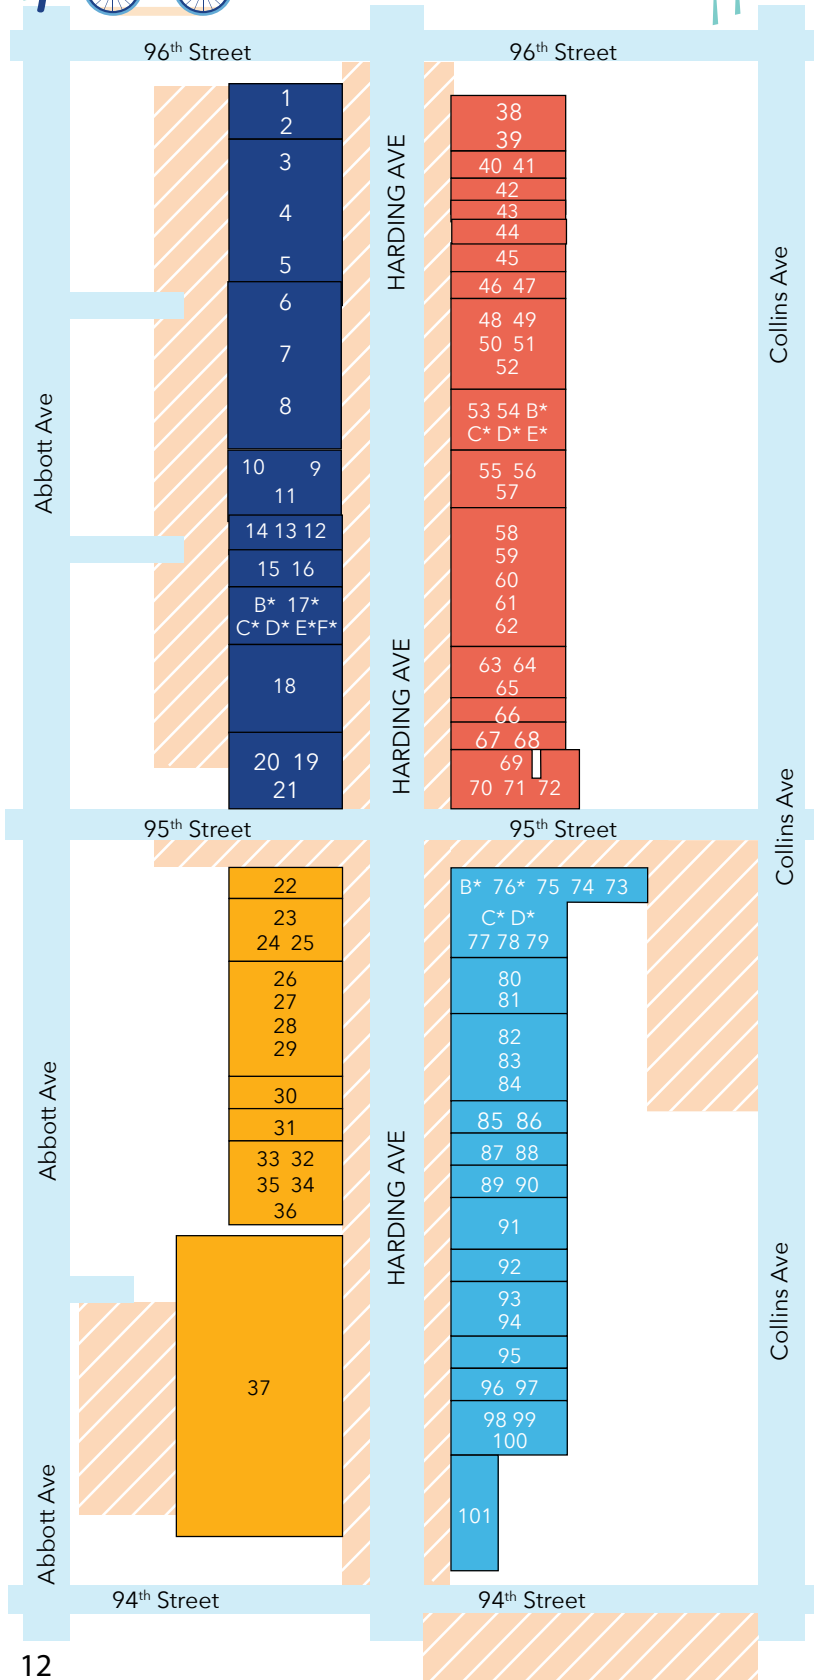 96th Street
96th Street
HARDING AVE
Collins Ave
Abbott Ave
1
2
3
4
5
6
7
8
10 9
11
14 13 12
15 16
B* 17*
C* D* E*F*
18
20 19
21
38
39
40 41
42
43
44
45
46 47
48 49
50 51
52
53 54 B*
C* D* E*
55 56
57
58
59
60
61
62
63 64
65
66
67 68
69
70 71 72
HARDING AVE
Collins Ave
95th Street
95th Street
22
23
24 25
26
27
28
29
30
31
33 32
35 34
36
37
B* 76* 75 74 73
C* D*
77 78 79
80
81
82
83
84
85 86
87 88
89 90
91
92
93
94
95
96 97
98 99
100
101
Abbott Ave
HARDING AVE
Collins Ave
Abbott Ave
94th Street
94th Street
12